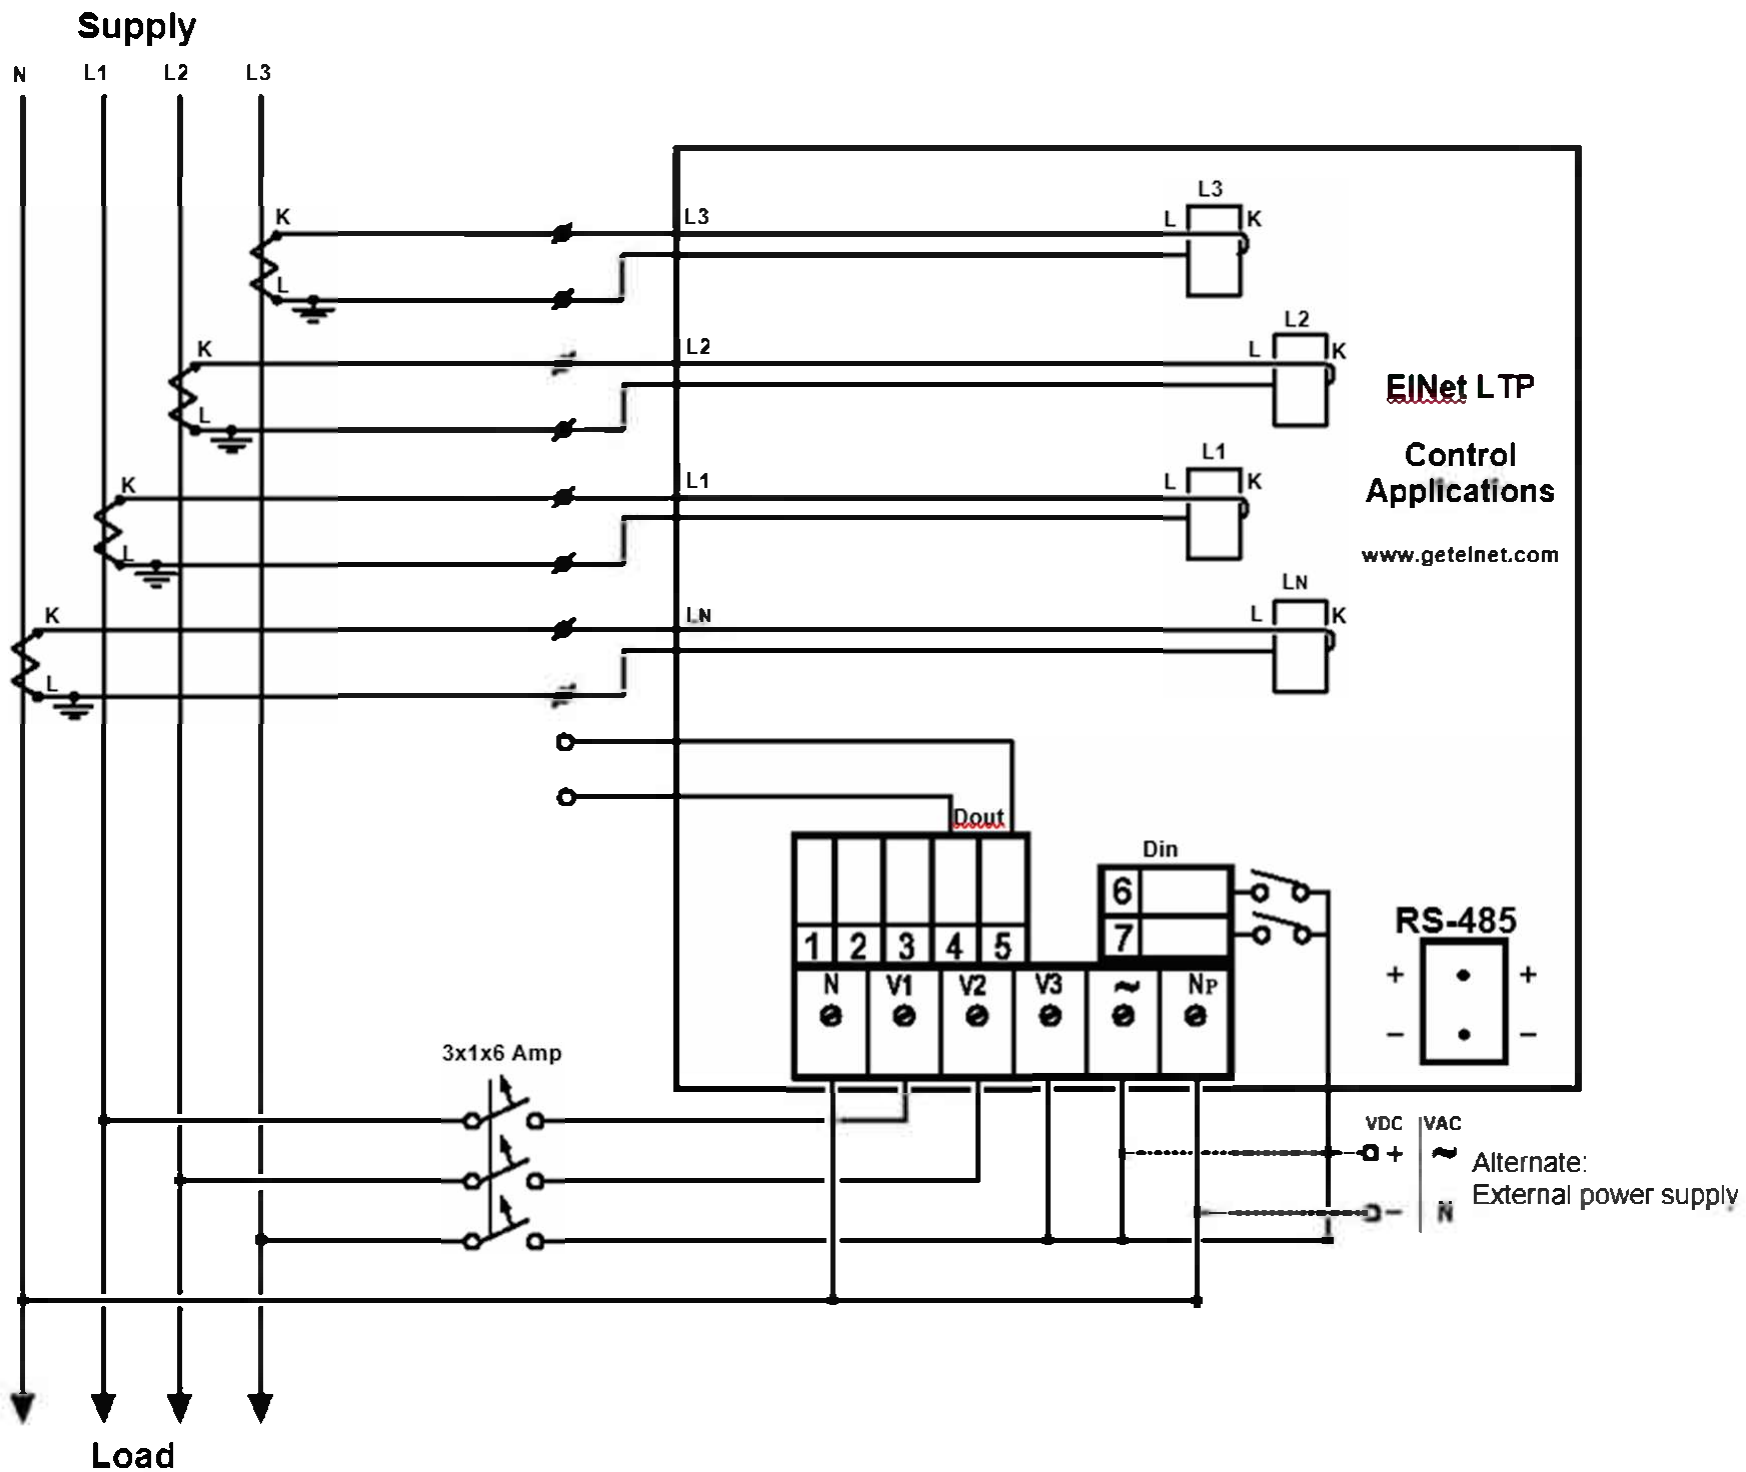 Supply
N L1 L2 L3
L3
K L3 L K
L
L2
K L2 L K
L
ElNet LTP
L1
Control
K L1 L K
Applications
L
www.getelnet.com
LN
K LN L K
L
Dout
Din
6
RS-485
7
1 2 3 4 5
+ +
N V1 V2 V3 ~ NP
− −
3x1x6 Amp
VDC VAC
+ ~ Alternate:
External power supply
− N
Load